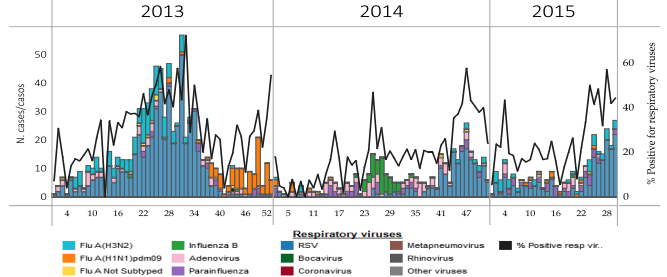 2013 2014 2015
N. cases/casos
50
40
30
20
10
0
60
40
20
0
% Positive for respiratory viruses
4 10 16 22 28 34 40 46 52 5 11 17 23 29 35 41 47 4 10 16 22 28
Respiratory viruses
Flu A(H3N2) Influenza B RSV Metapneumovirus % Positive resp vir..
Flu A(H1N1)pdm09 Adenovirus Bocavirus Rhinovirus
Flu A Not Subtyped Parainfluenza Coronavirus Other viruses